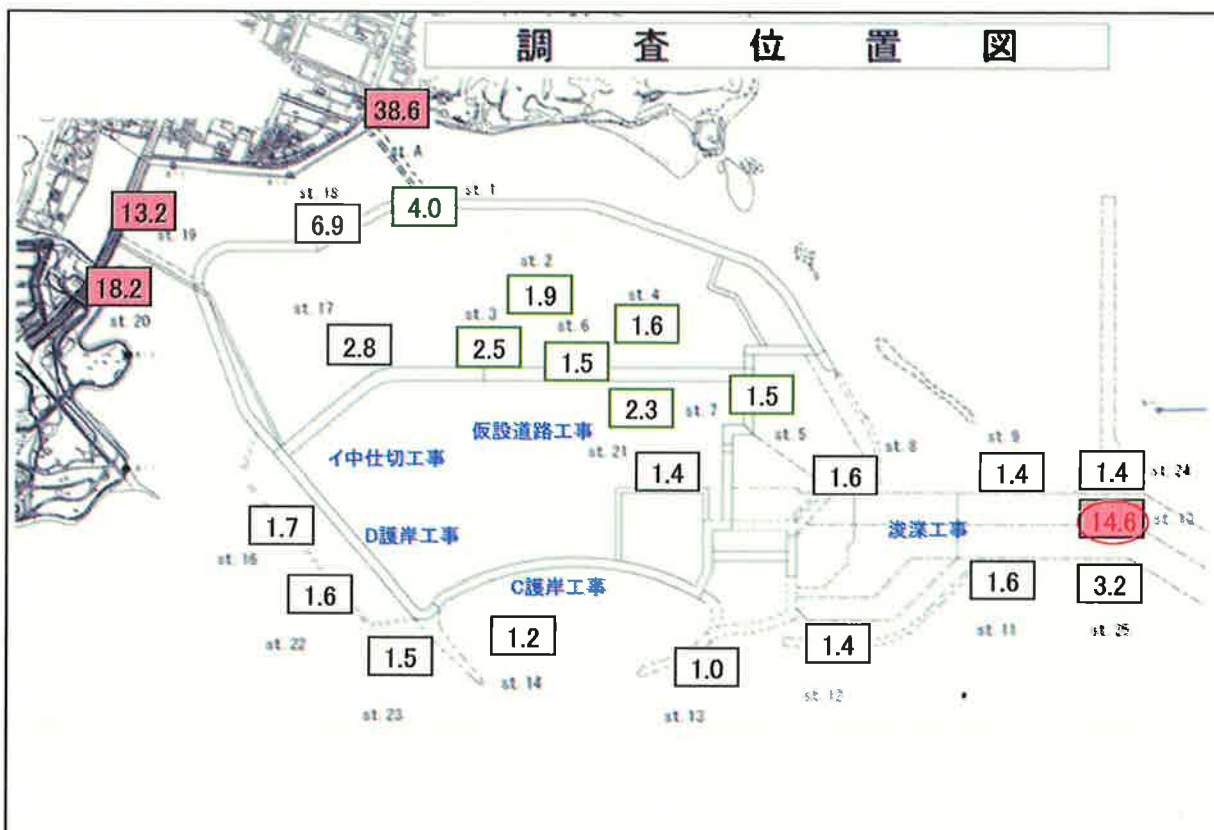 調査位置図
38.6
st. A
st. 1
4.0
st. 18
6.9
13.2
st. 19
18.2
st. 20
st. 2
1.9
st. 4
1.6
st. 17
2.8
st. 3
2.5
st. 6
1.5
2.3
st. 7
1.5
st. 5
仮設道路工事
イ中仕切工事
st. 21
1.4
1.6
st. 8
st. 9
1.4
1.4
st. 24
14.6
浚渫工事
D護岸工事
1.7
st. 16
C護岸工事
1.6
st. 22
1.6
st. 11
3.2
st. 25
1.2
st. 14
1.5
st. 23
1.0
st. 13
1.4
st. 12